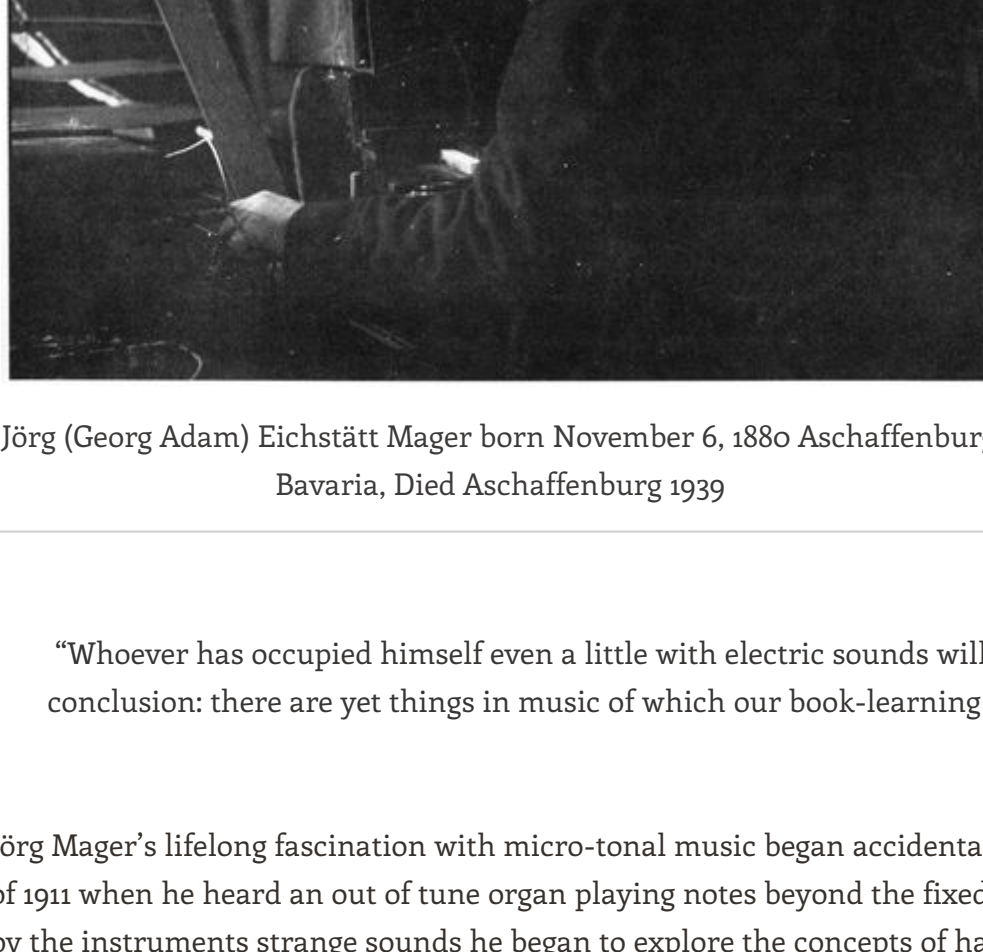 Jörg (Georg Adam) Eichstätt Mager born November 6, 1880 Aschaffenburg
Bavaria, Died Aschaffenburg 1939
“Whoever has occupied himself even a little with electric sounds will
conclusion: there are yet things in music of which our book-learning
örg Mager’s lifelong fascination with micro-tonal music began accidenta
of 1911 when he heard an out of tune organ playing notes beyond the fixed
by the instruments strange sounds he began to explore the concepts of ha